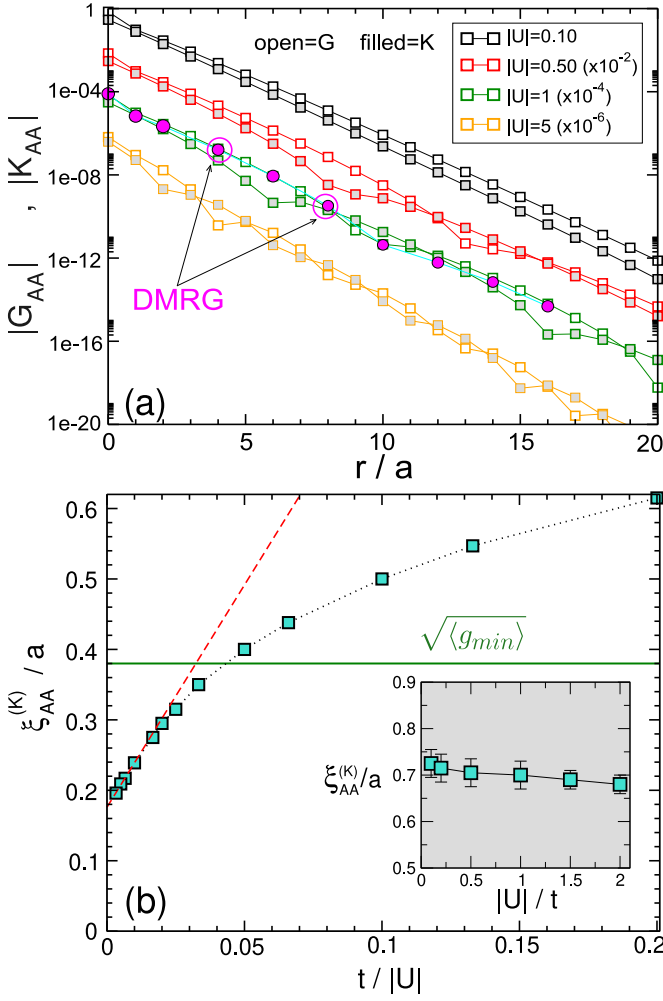 1
1e-04
1e-08
1e-12
1e-16
1e-20
|G_AA| , |K_AA|
open=G filled=K
|U|=0.10
|U|=0.50 (x10^-2)
|U|=1 (x10^-4)
|U|=5 (x10^-6)
DMRG
(a)
0 5 10 15 20
r / a
0.6
0.5
0.4
0.3
0.2
0.1
0
ξ_AA^(K) / a
√⟨g_min⟩
0.9
0.8
0.7
0.6
0.5
ξ_AA^(K)/a
0 0.5 1 1.5 2
|U| / t
(b)
0 0.05 0.1 0.15 0.2
t / |U|